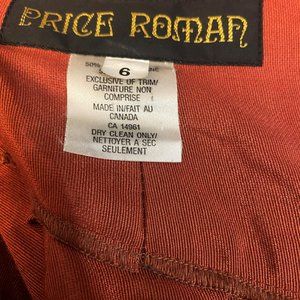 PRICE ROMAN
6
50%
EXCLUSIVE OF TRIM/
GARNITURE NON
COMPRISE
MADE IN/FAIT AU
CANADA
CA 14961
DRY CLEAN ONLY/
NETTOYER A SEC
SEULEMENT